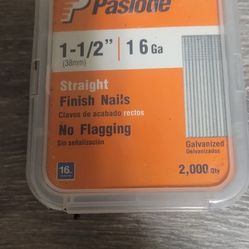 Paslode
1-1/2" 16 Ga
(38mm)
Straight
Finish Nails
Clavos de acabado rectos
No Flagging
Sin señalización
Galvanized
Galvanizados
16
2,000 Qty